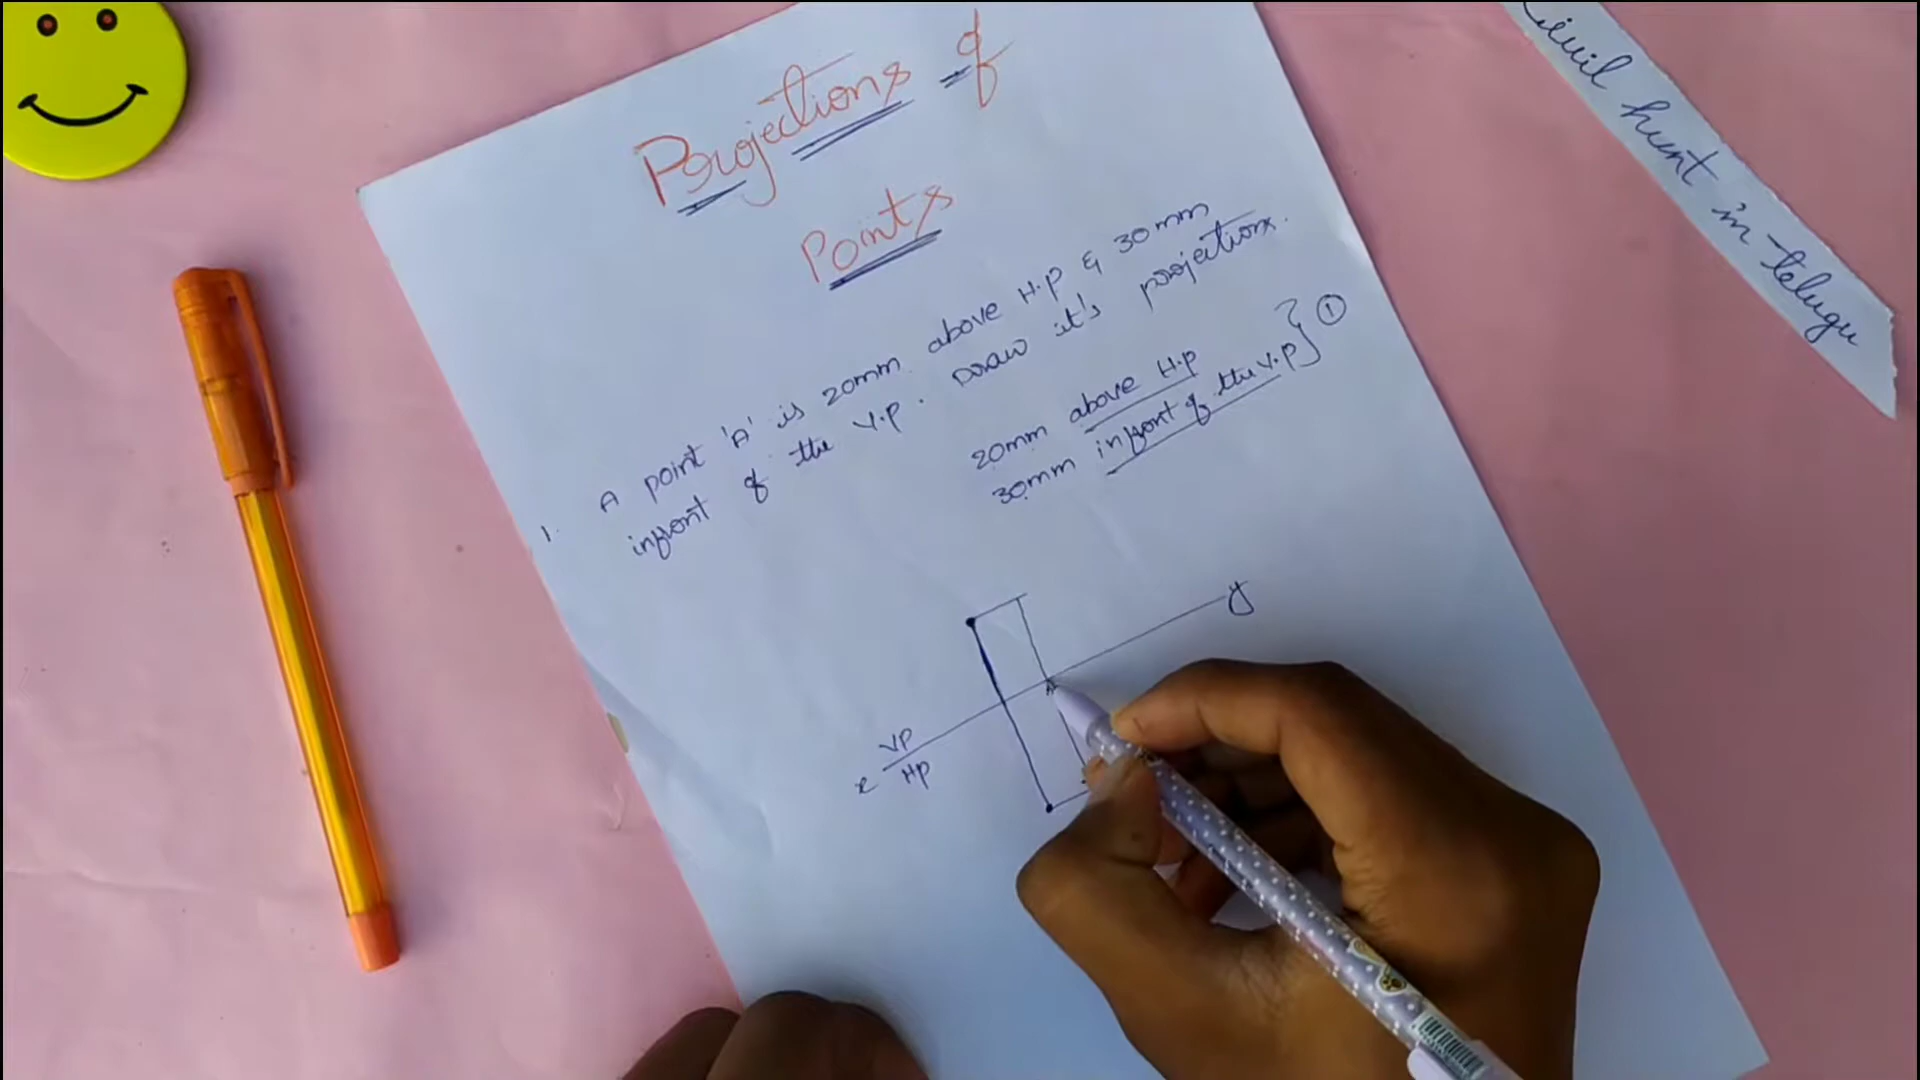 Projections of
Points
1. A point 'A' is 20mm above H.P & 30mm
infront of the V.P. Draw it's projections.
20mm above H.P
30mm infront of the V.P } ①
y
VP
x HP
Civil hunt in telugu